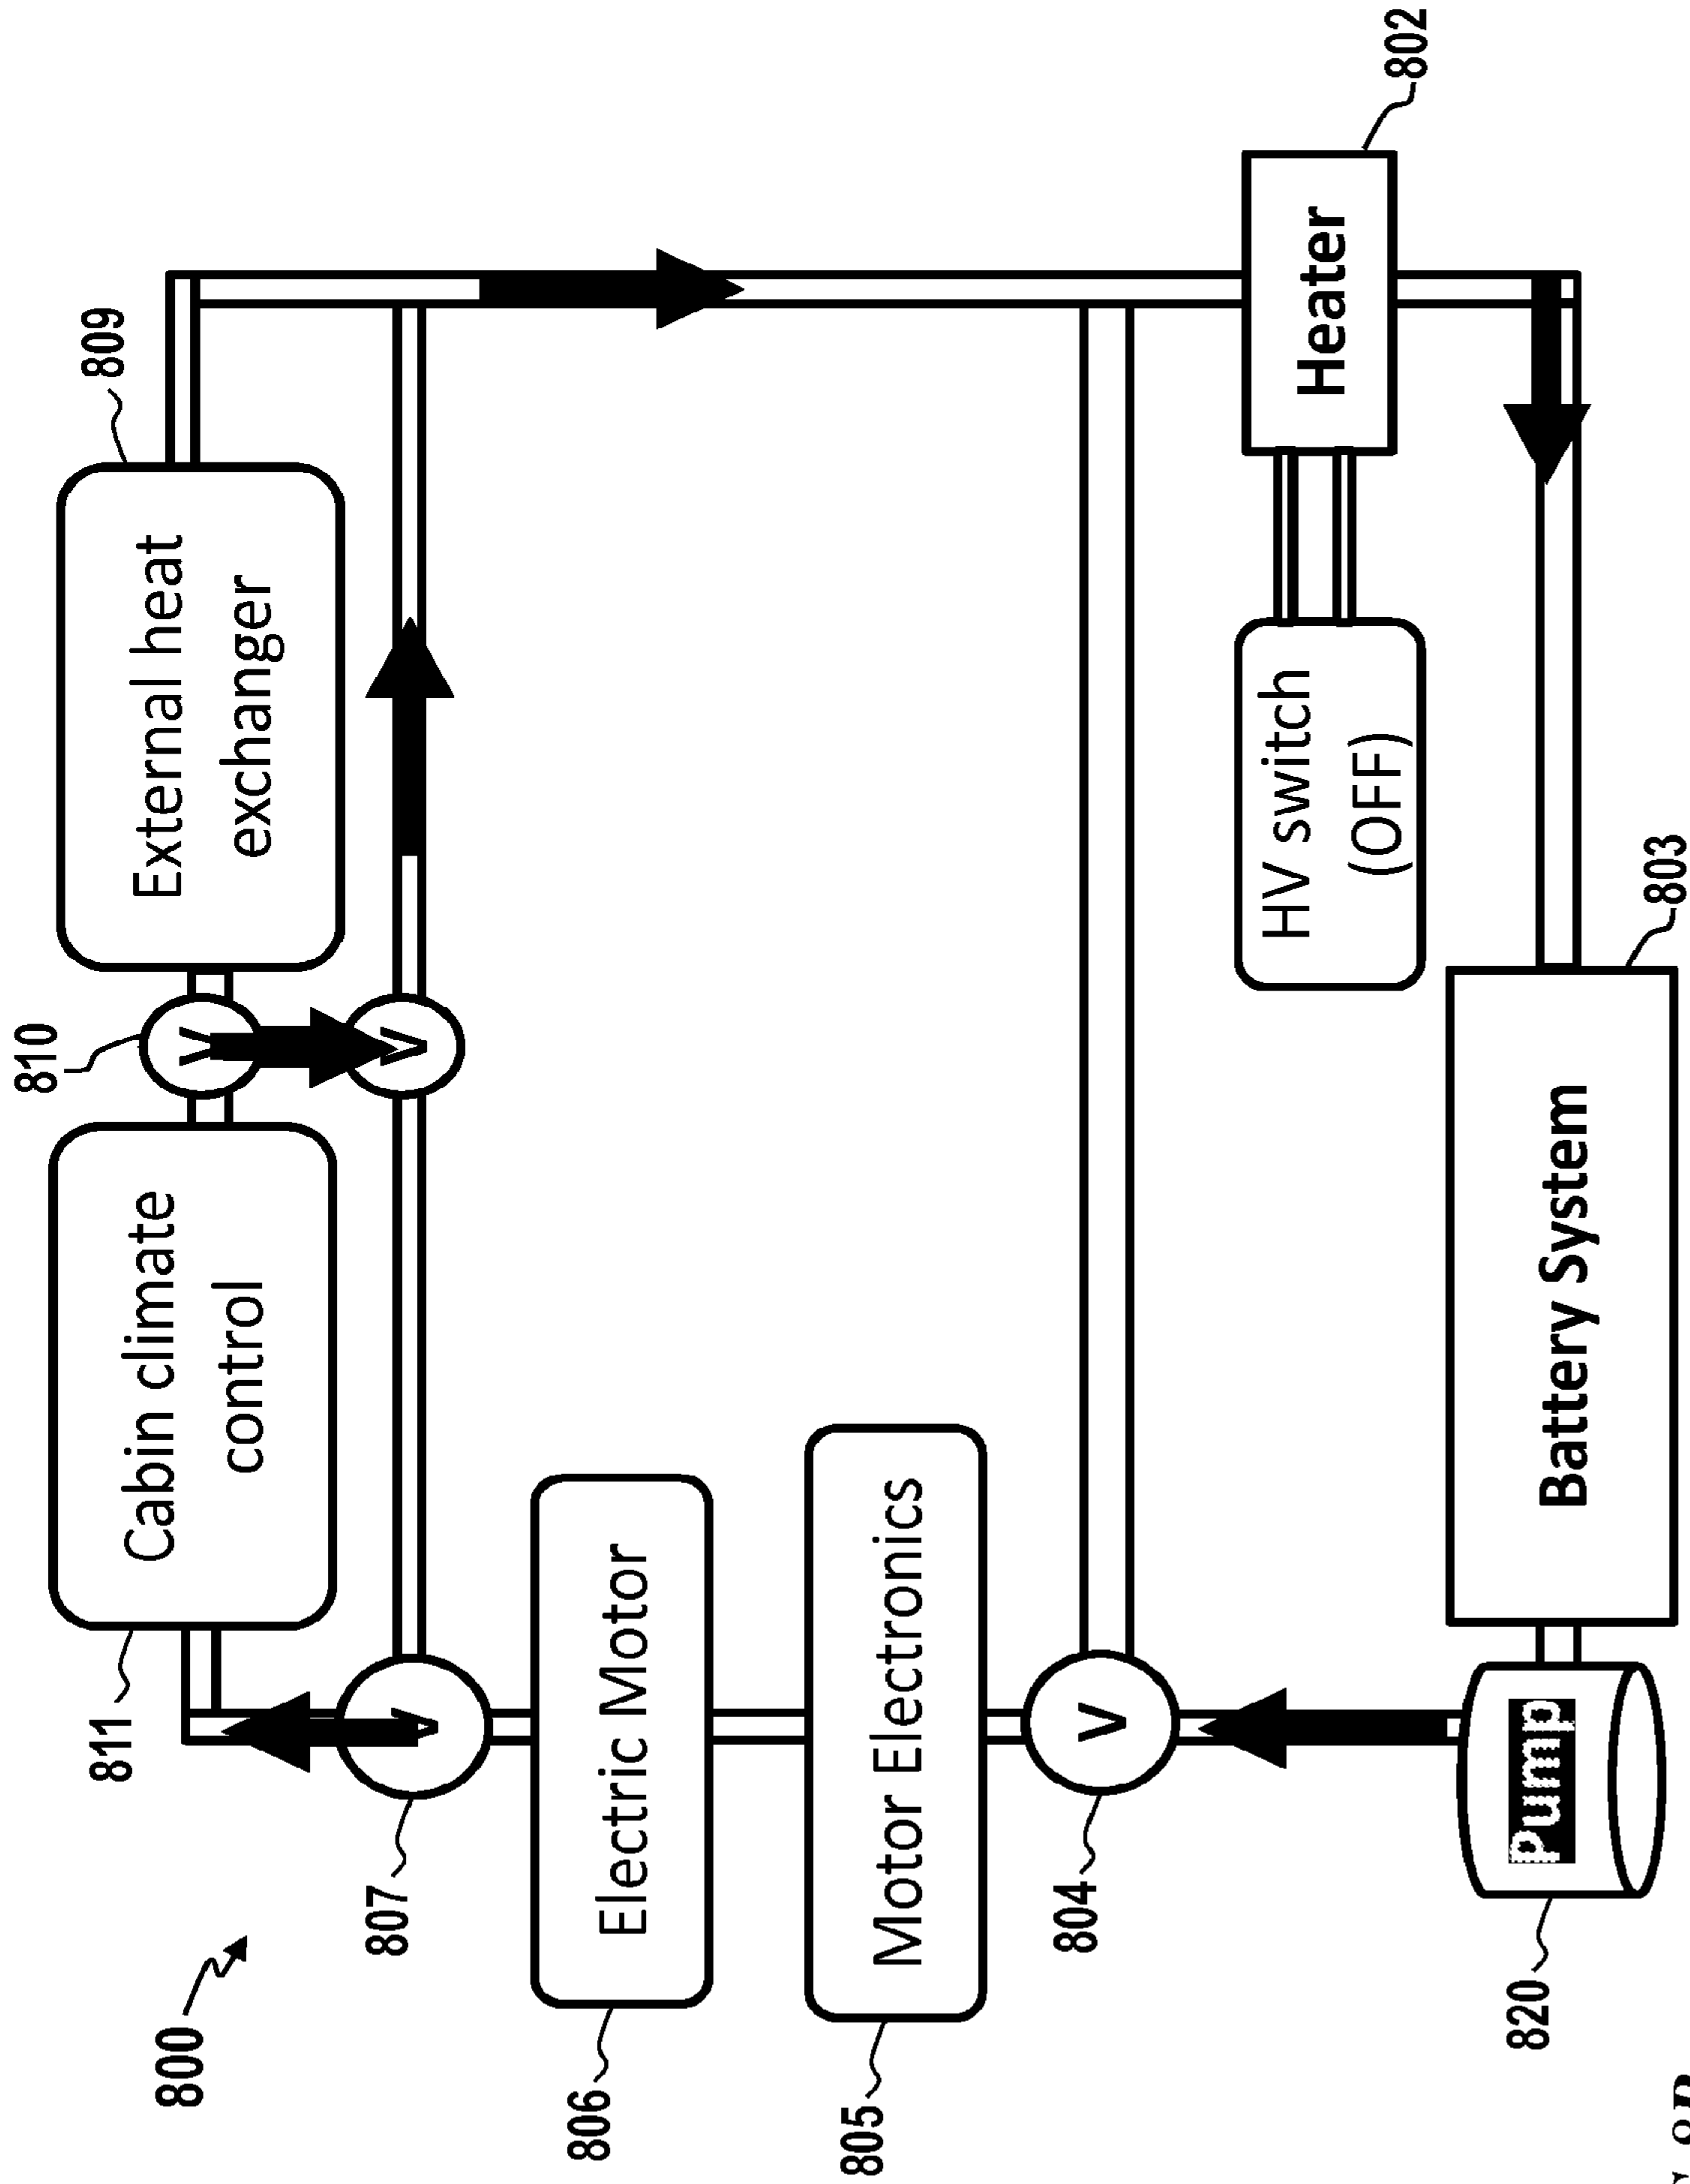 810
811
809
Cabin climate
control
V
External heat
exchanger
800
807
V
V
806
Electric Motor
805
Motor Electronics
804
V
HV switch
(OFF)
Heater
802
820
Pump
Battery System
803